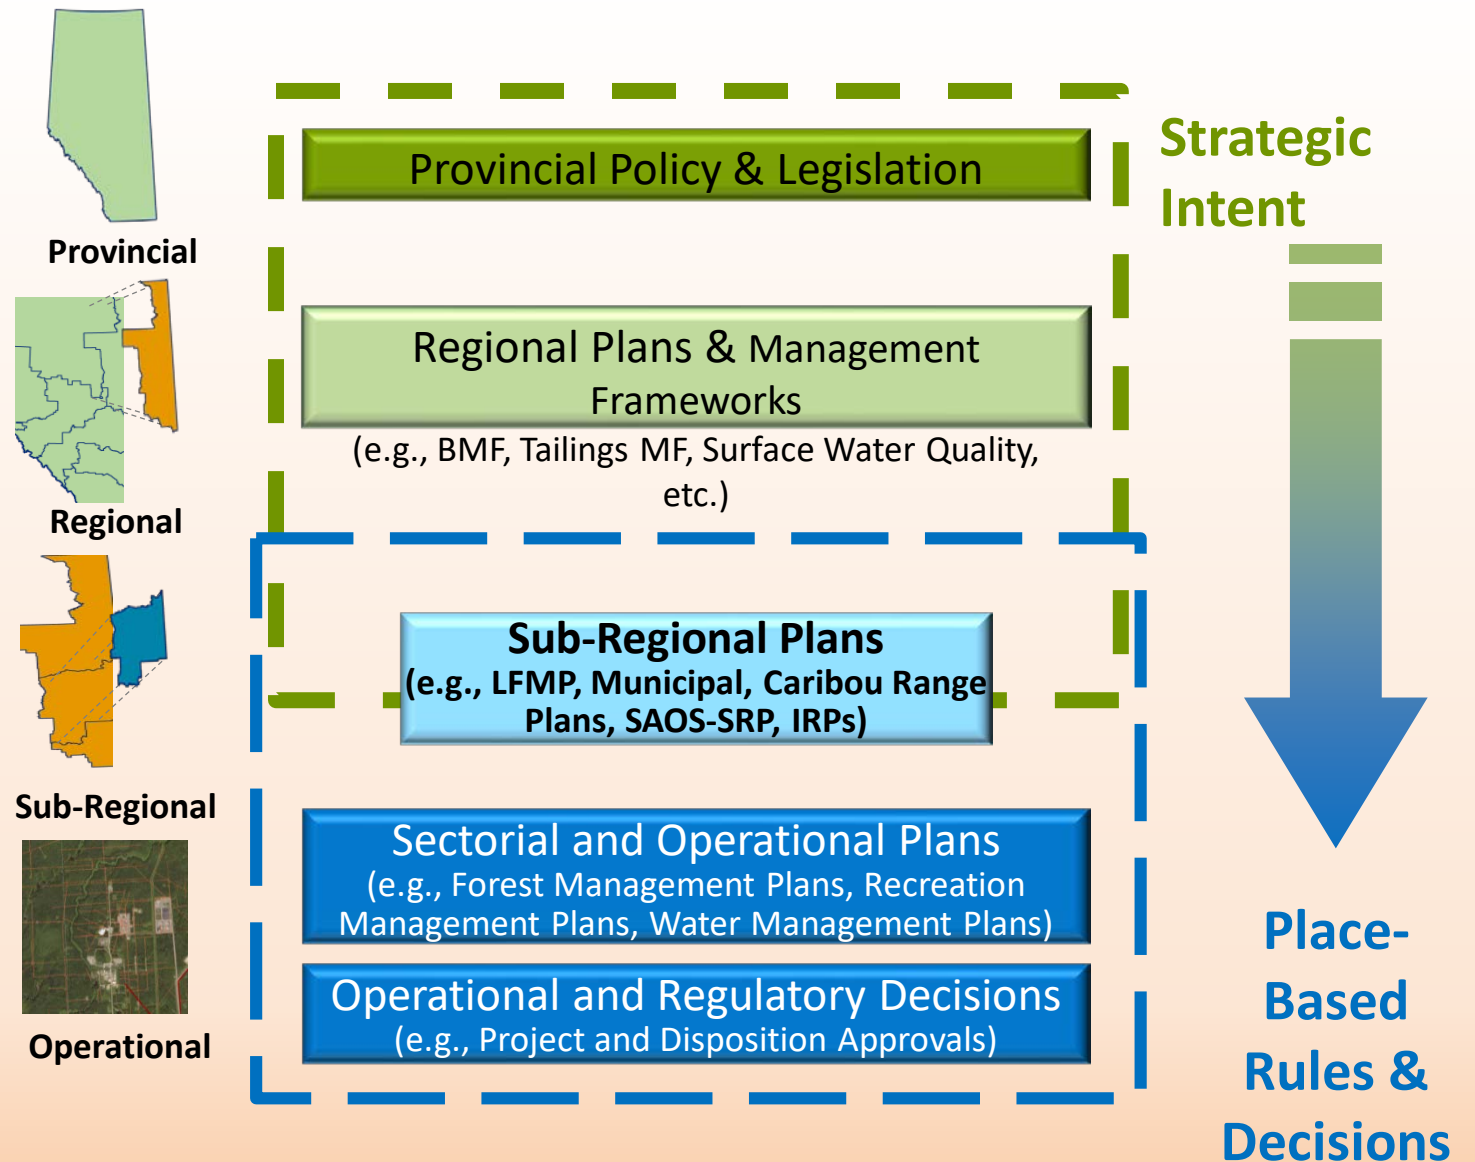 Provincial Policy & Legislation
Strategic
Intent
Provincial
Regional Plans & Management
Frameworks
(e.g., BMF, Tailings MF, Surface Water Quality,
etc.)
Regional
Sub-Regional Plans
(e.g., LFMP, Municipal, Caribou Range
Plans, SAOS-SRP, IRPs)
Sub-Regional
Sectorial and Operational Plans
(e.g., Forest Management Plans, Recreation
Management Plans, Water Management Plans)
Operational and Regulatory Decisions
(e.g., Project and Disposition Approvals)
Operational
Place-
Based
Rules &
Decisions